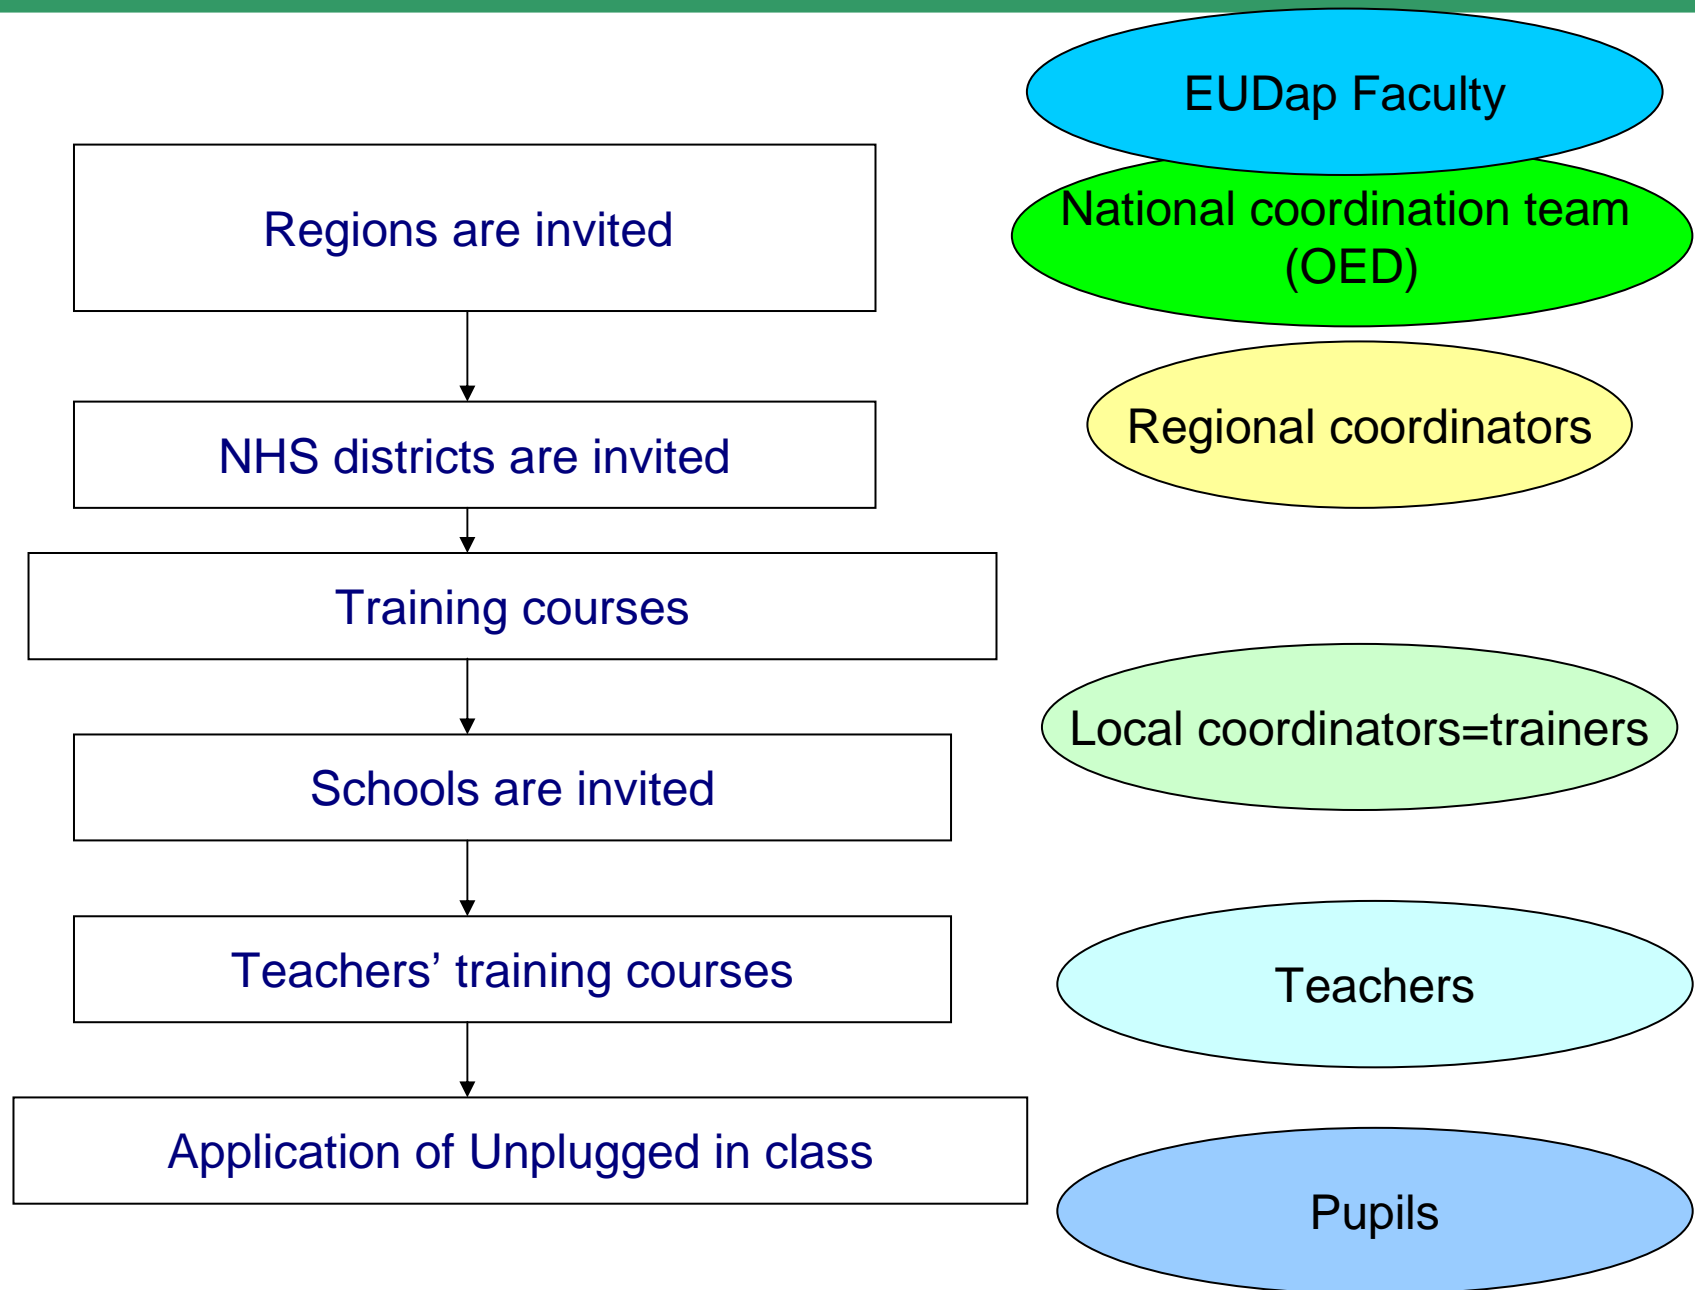 Regions are invited
NHS districts are invited
Training courses
Schools are invited
Teachers’ training courses
Application of Unplugged in class
EUDap Faculty
National coordination team
(OED)
Regional coordinators
Local coordinators=trainers
Teachers
Pupils